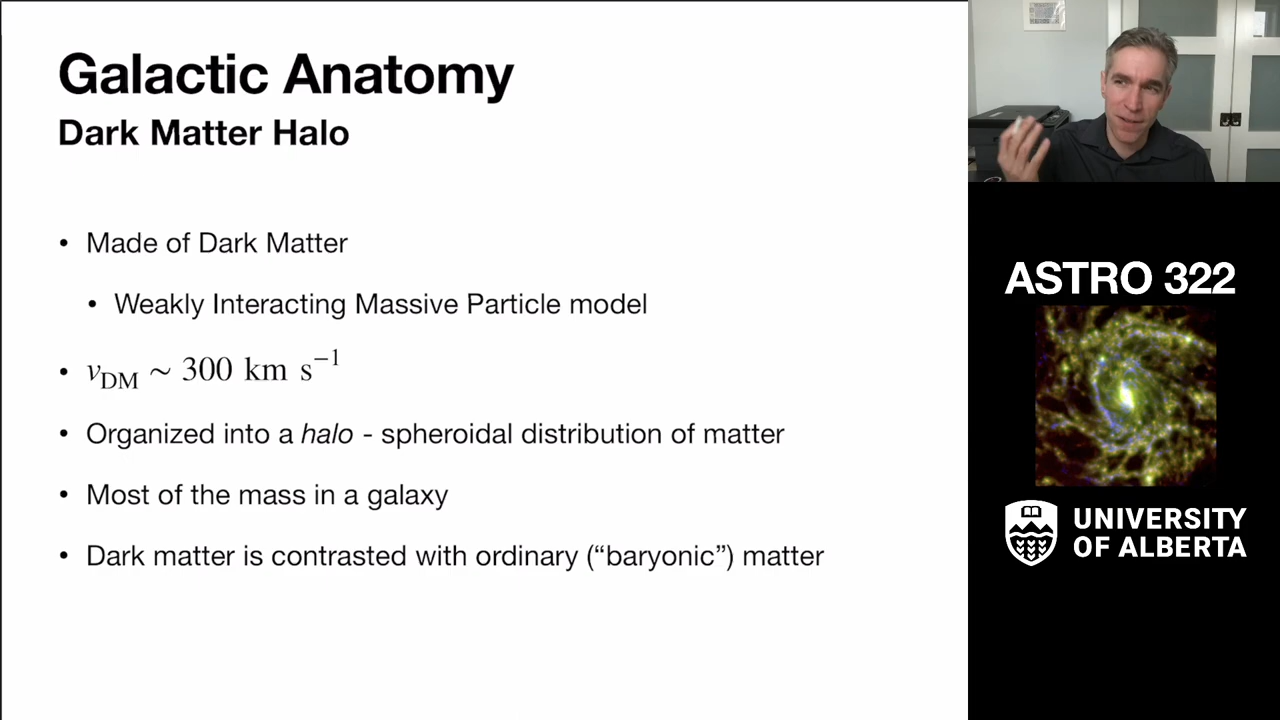 Galactic Anatomy
Dark Matter Halo
• Made of Dark Matter
• Weakly Interacting Massive Particle model
• v_DM ~ 300 km s⁻¹
• Organized into a halo - spheroidal distribution of matter
• Most of the mass in a galaxy
• Dark matter is contrasted with ordinary (“baryonic”) matter
ASTRO 322
UNIVERSITY
OF ALBERTA